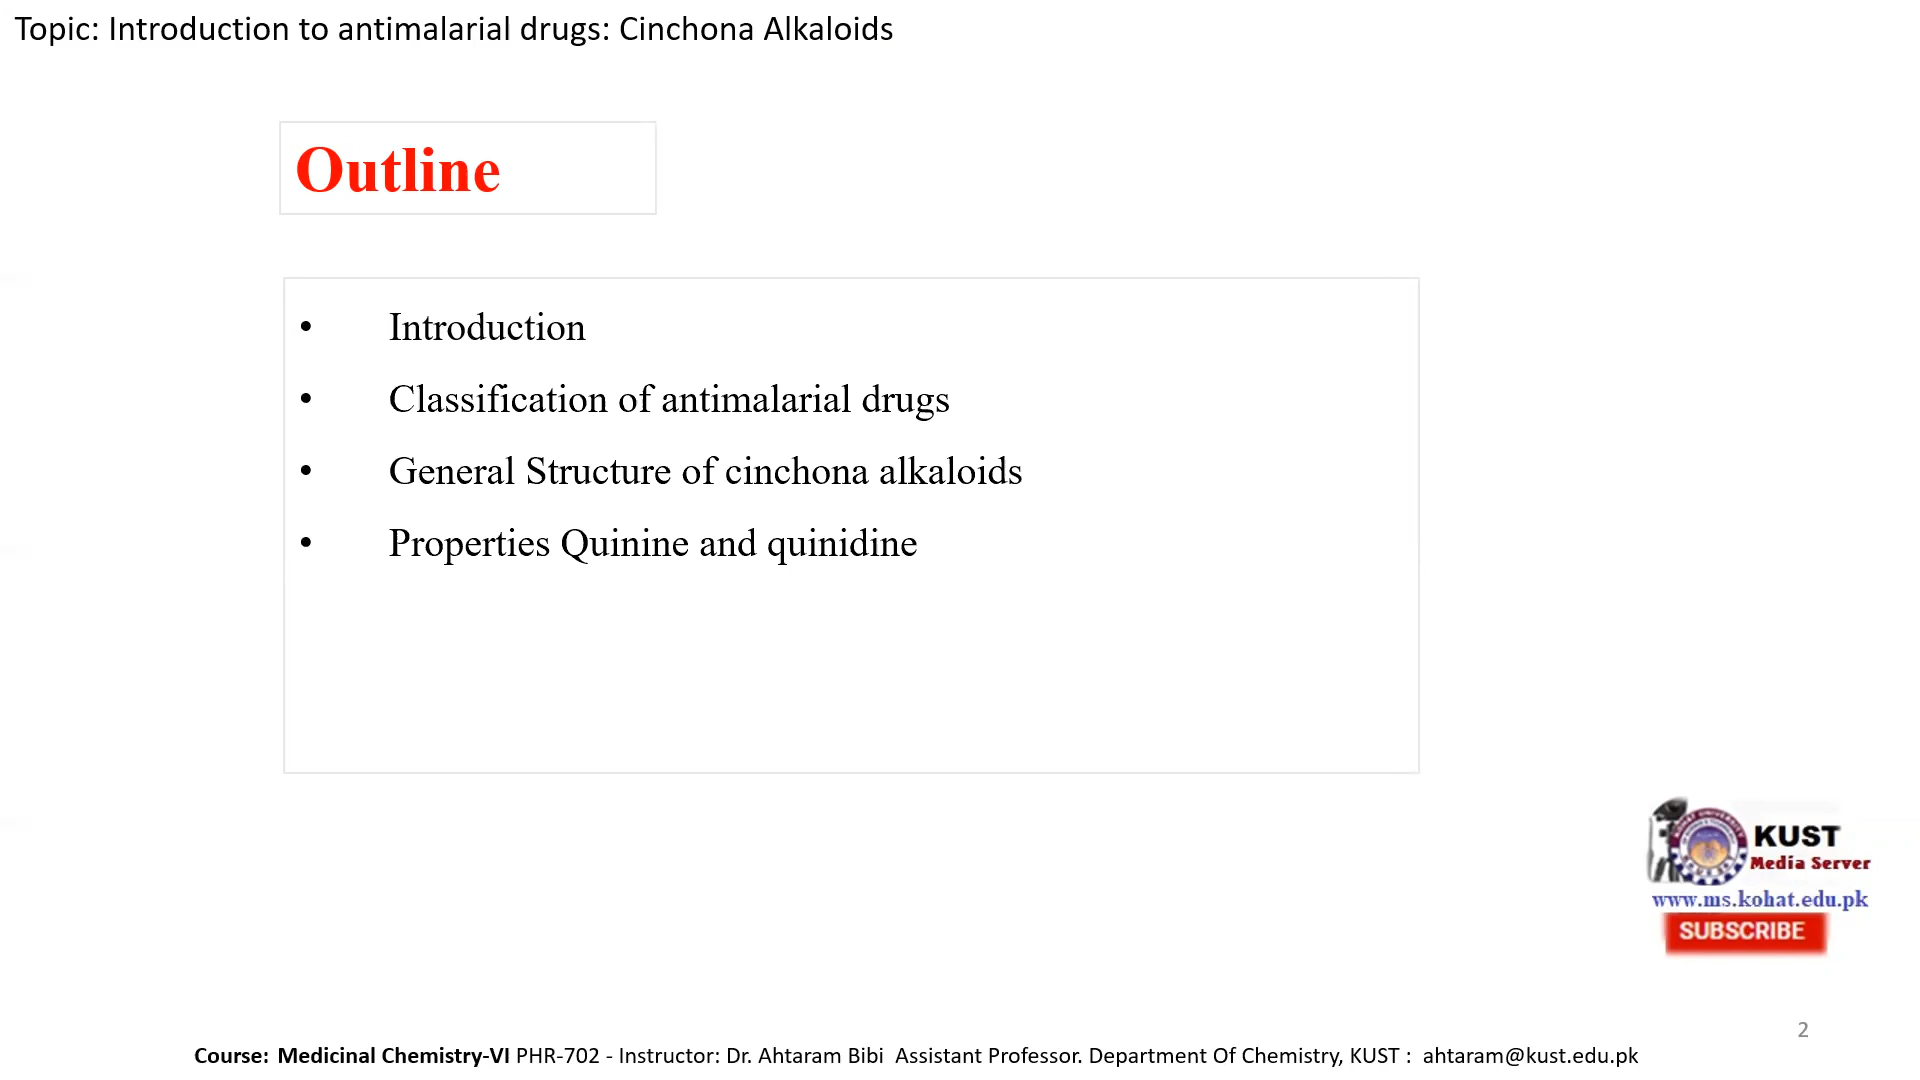 Topic: Introduction to antimalarial drugs: Cinchona Alkaloids
Outline
• Introduction
• Classification of antimalarial drugs
• General Structure of cinchona alkaloids
• Properties Quinine and quinidine
KUST
Media Server
www.ms.kohat.edu.pk
SUBSCRIBE
2
Course: Medicinal Chemistry-VI PHR-702 - Instructor: Dr. Ahtaram Bibi Assistant Professor. Department Of Chemistry, KUST : ahtaram@kust.edu.pk